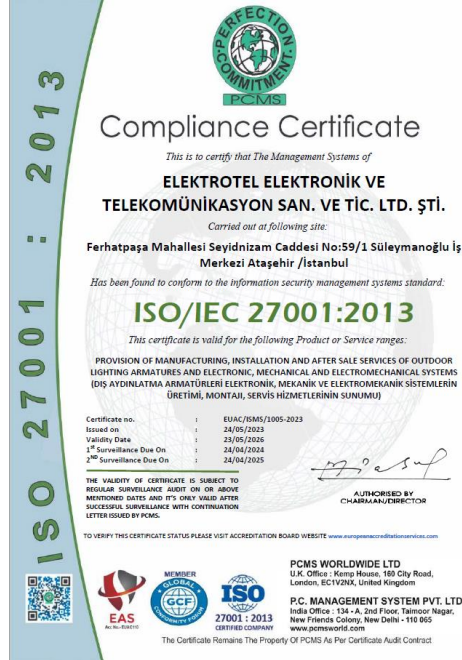 PERFECTION
COMMITMENT
PCMS
ISO 27001 : 2013
Compliance Certificate
This is to certify that The Management Systems of
ELEKTROTEL ELEKTRONİK VE
TELEKOMÜNİKASYON SAN. VE TİC. LTD. ŞTİ.
Carried out at following site:
Ferhatpaşa Mahallesi Seyidnizam Caddesi No:59/1 Süleymanoğlu İş
Merkezi Ataşehir /İstanbul
Has been found to conform to the information security management systems standard:
ISO/IEC 27001:2013
This certificate is valid for the following Product or Service ranges:
PROVISION OF MANUFACTURING, INSTALLATION AND AFTER SALE SERVICES OF OUTDOOR
LIGHTING ARMATURES AND ELECTRONIC, MECHANICAL AND ELECTROMECHANICAL SYSTEMS
(DIŞ AYDINLATMA ARMATÜRLERİ ELEKTRONİK, MEKANİK VE ELEKTROMEKANİK SİSTEMLERİN
ÜRETİMİ, MONTAJI, SERVİS HİZMETLERİNİN SUNUMU)
Certificate no. : EUAC/ISMS/1005-2023
Issued on : 24/05/2023
Validity Date : 23/05/2026
1st Surveillance Due On : 24/04/2024
2ND Surveillance Due On : 24/04/2025
THE VALIDITY OF CERTIFICATE IS SUBJECT TO
REGULAR SURVEILLANCE AUDIT ON OR ABOVE
MENTIONED DATES AND IT'S ONLY VALID AFTER
SUCCESSFUL SURVEILLANCE WITH CONTINUATION
LETTER ISSUED BY PCMS.
AUTHORISED BY
CHAIRMAN/DIRECTOR
TO VERIFY THIS CERTIFICATE STATUS PLEASE VISIT ACCREDITATION BOARD WEBSITE www.europeanaccreditationservices.com
EAS
MEMBER
GLOBAL
GCF
CONFORMITY FORUM
ISO
27001 : 2013
CERTIFIED COMPANY
PCMS WORLDWIDE LTD
U.K. Office : Kemp House, 160 City Road,
London, EC1V2NX, United Kingdom
P.C. MANAGEMENT SYSTEM PVT. LTD
India Office : 134 - A, 2nd Floor, Taimoor Nagar,
New Friends Colony, New Delhi - 110 065
www.pcmsworld.com
The Certificate Remains The Property Of PCMS As Per Certificate Audit Contract